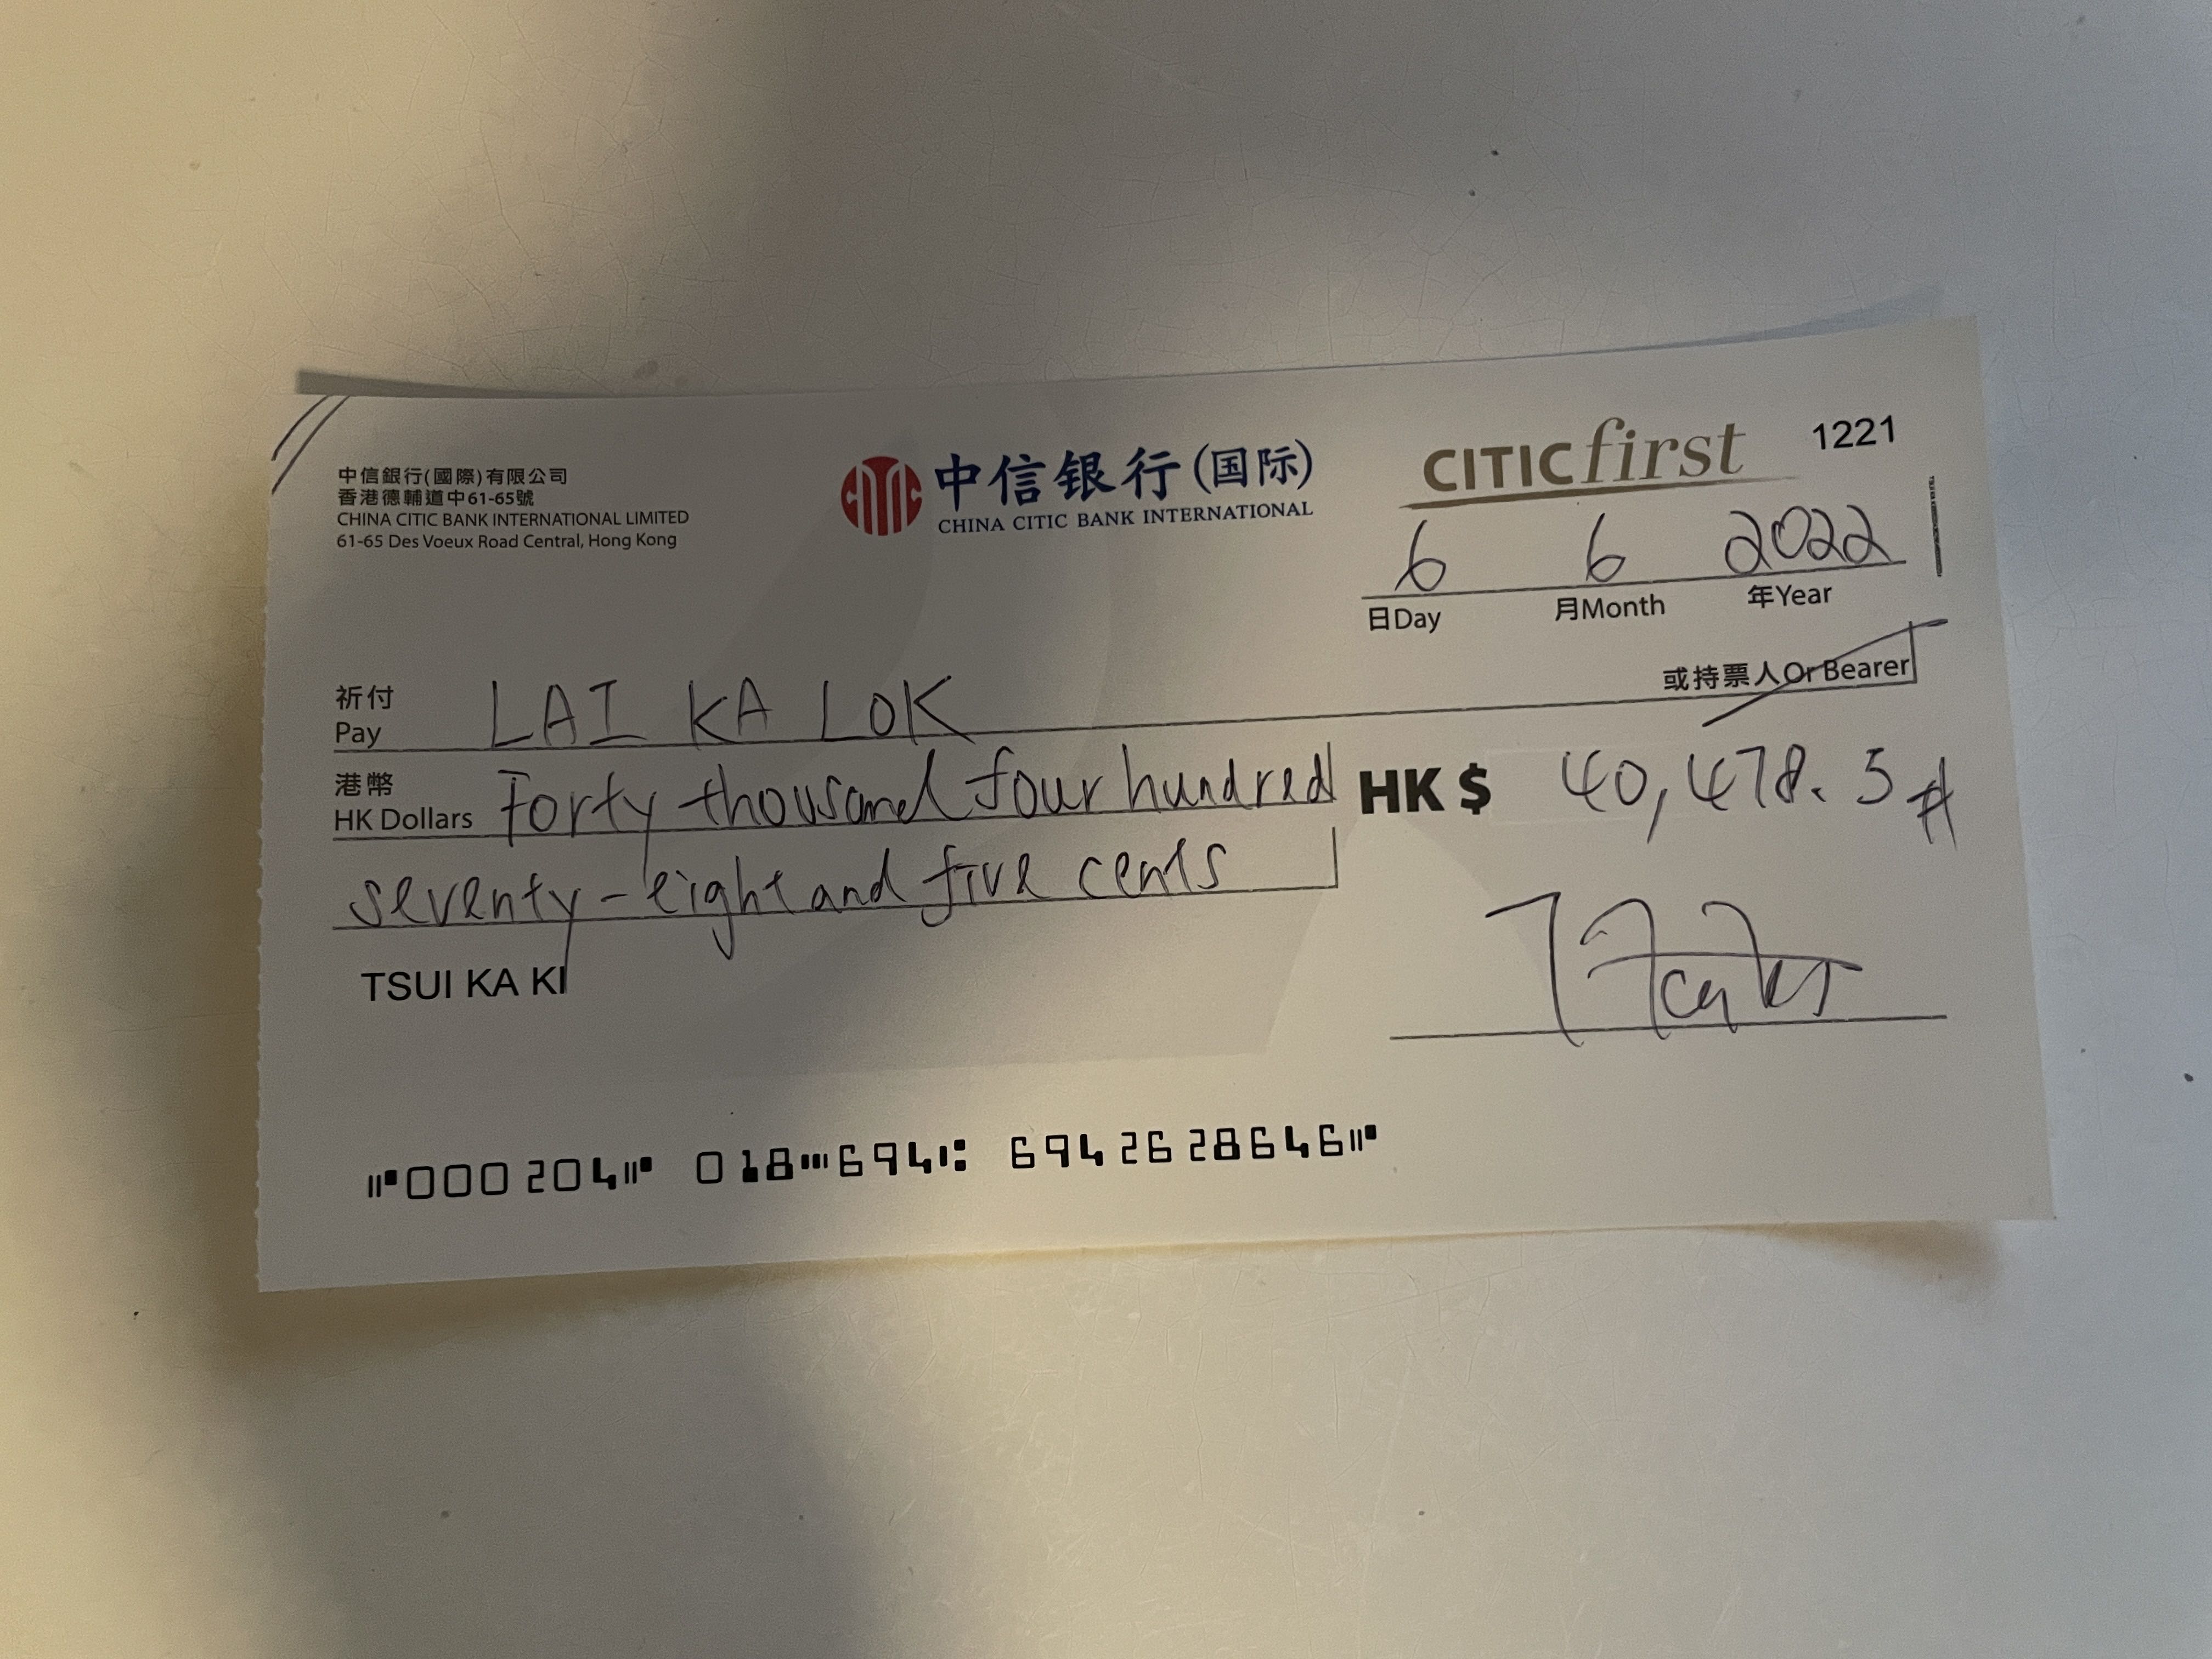 中信銀行(國際)有限公司
香港德輔道中61-65號
CHINA CITIC BANK INTERNATIONAL LIMITED
61-65 Des Voeux Road Central, Hong Kong
中信银行(国际)
CHINA CITIC BANK INTERNATIONAL
CITICfirst
1221
6 6 2022
日Day 月Month 年Year
或持票人Or Bearer
祈付
Pay LAI KA LOK
港幣
HK Dollars Forty thousand four hundred
HK$ 40,478.5
seventy-eight and five cents
TSUI KA KI
000204 018 694 6942628646